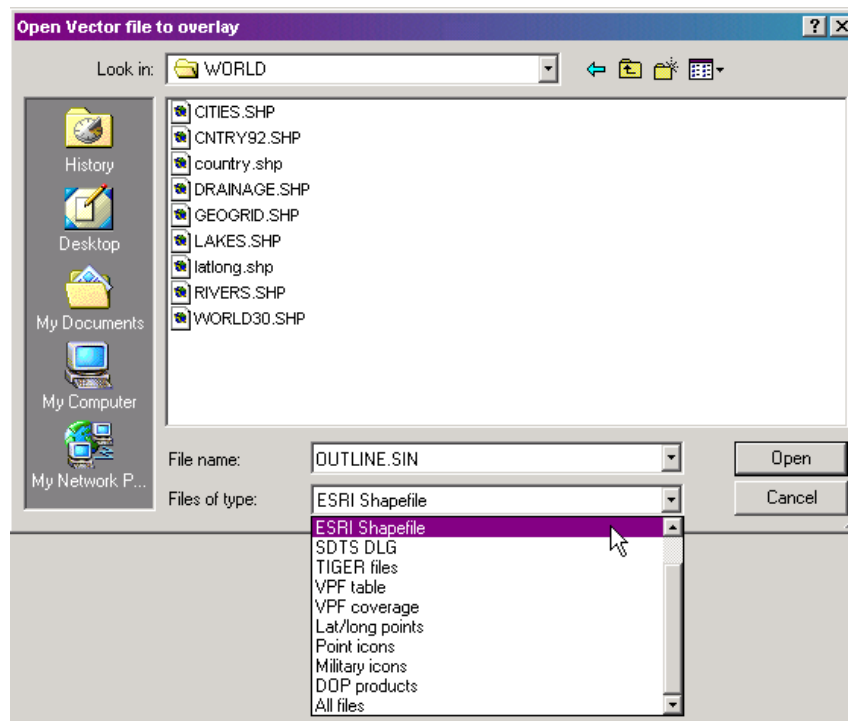 Open Vector file to overlay
Look in: WORLD
History
Desktop
My Documents
My Computer
My Network P...
CITIES.SHP
CNTRY92.SHP
country.shp
DRAINAGE.SHP
GEOGRID.SHP
LAKES.SHP
latlong.shp
RIVERS.SHP
WORLD30.SHP
File name: OUTLINE.SIN Open
Files of type: ESRI Shapefile Cancel
ESRI Shapefile
SDTS DLG
TIGER files
VPF table
VPF coverage
Lat/long points
Point icons
Military icons
DOP products
All files